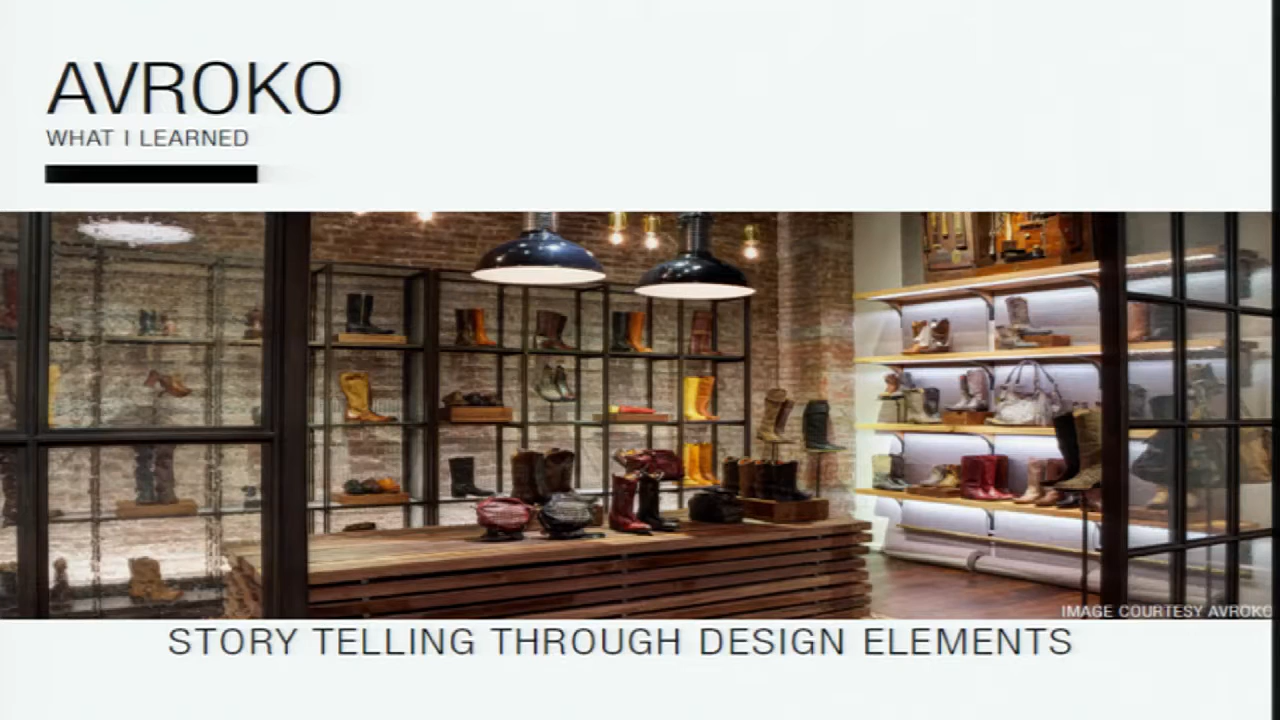 AVROKO
WHAT I LEARNED
IMAGE COURTESY AVROKO
STORY TELLING THROUGH DESIGN ELEMENTS